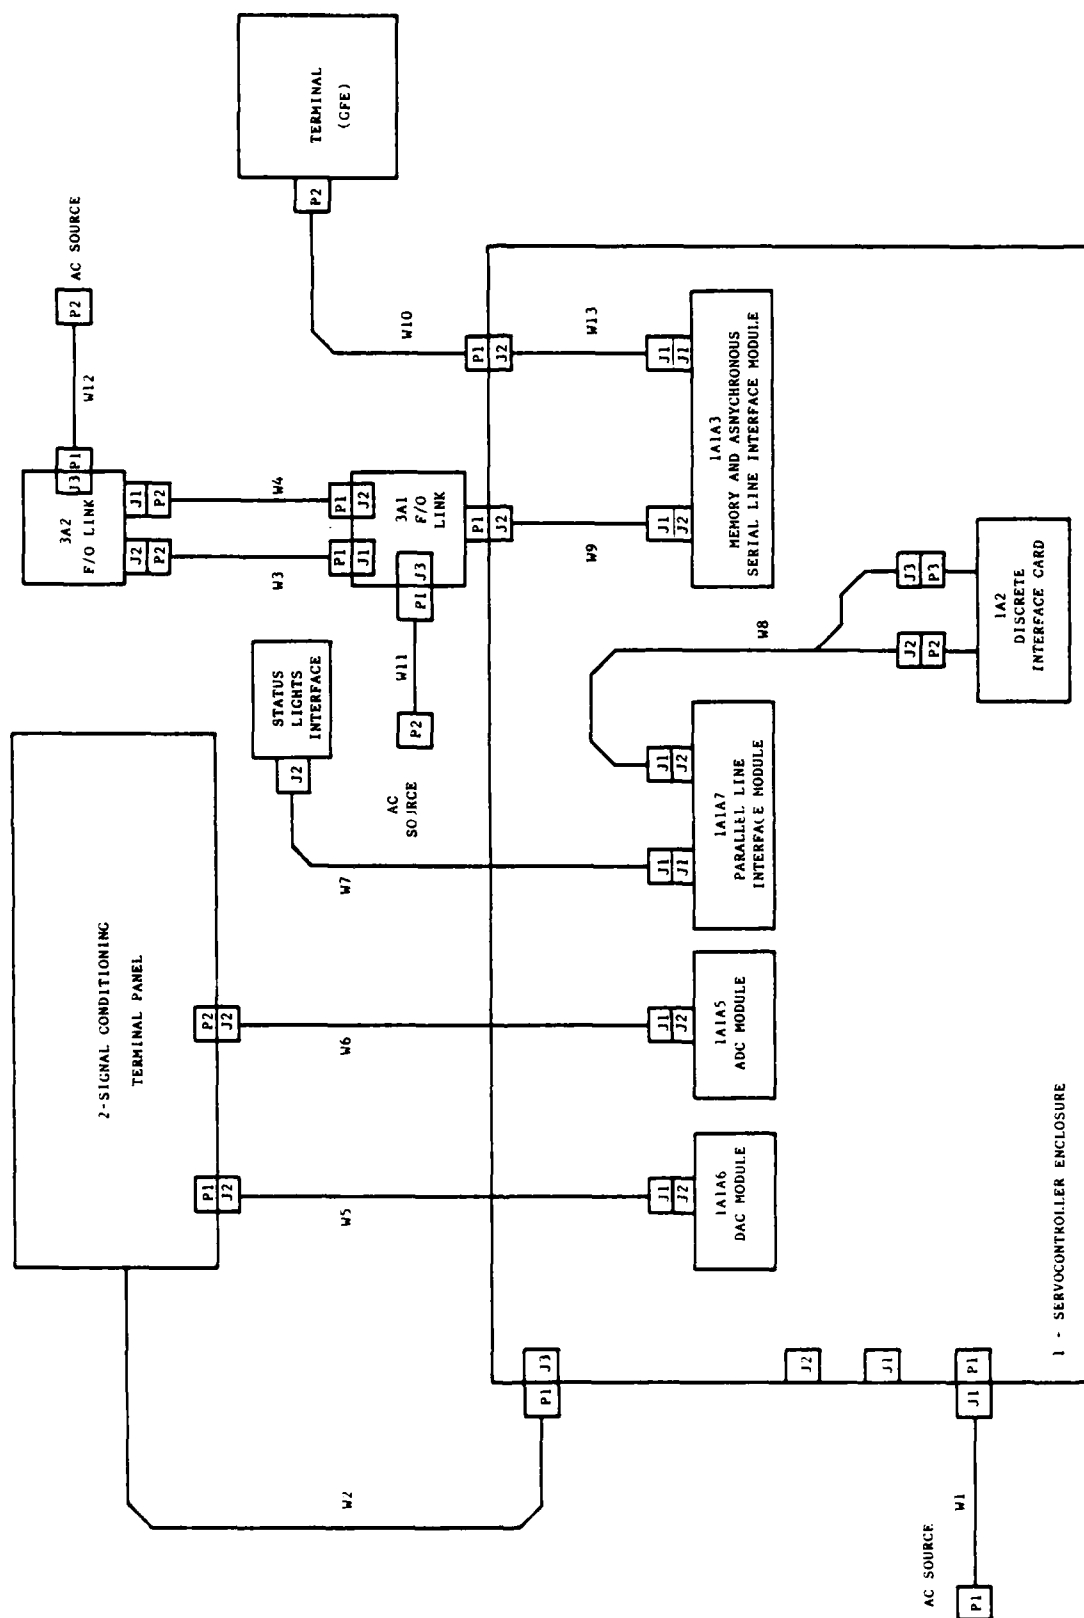 AC SOURCE
P1
W1
J1
P1
J1
J2
1 - SERVOCONTROLLER ENCLOSURE
W2
P1
J3
2-SIGNAL CONDITIONING
TERMINAL PANEL
P1
J2
W5
J1
J2
1A1A6
DAC MODULE
P2
J2
W6
J1
J2
1A1A5
ADC MODULE
STATUS
LIGHTS
INTERFACE
J2
W7
J1
J1
1A1A7
PARALLEL LINE
INTERFACE MODULE
J1
J2
W8
J2
P2
J3
P3
1A2
DISCRETE
INTERFACE CARD
AC
SOURCE
P2
W11
P1
J3
3A1
F/O
LINK
P1
J1
P1
J2
W3
W4
J2
P2
J1
P2
3A2
F/O LINK
J3
P1
W12
P2
AC SOURCE
P1
J2
W9
J1
J2
1A1A3
MEMORY AND ASNYCHRONOUS
SERIAL LINE INTERFACE MODULE
J1
J1
W13
P1
J2
W10
P2
TERMINAL
(GFE)